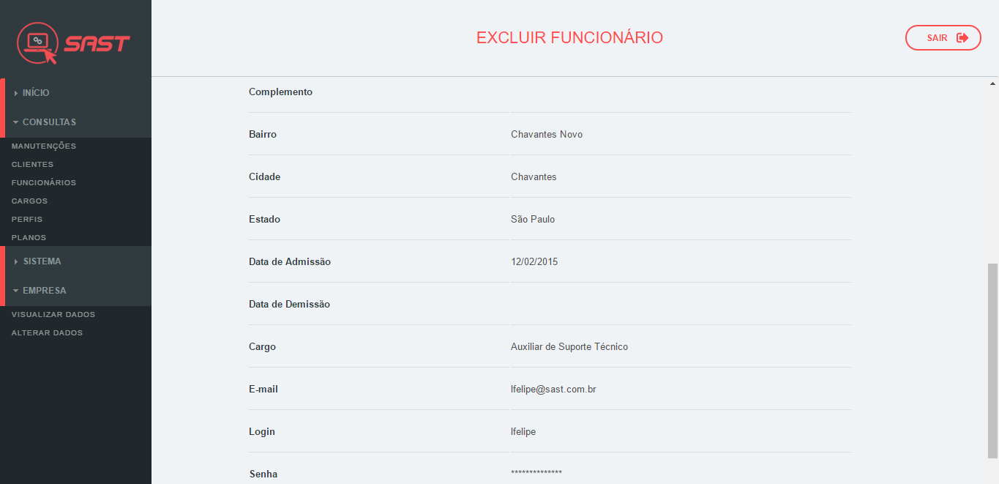 SAST
EXCLUIR FUNCIONÁRIO
SAIR
INÍCIO
CONSULTAS
MANUTENÇÕES
CLIENTES
FUNCIONÁRIOS
CARGOS
PERFIS
PLANOS
SISTEMA
EMPRESA
VISUALIZAR DADOS
ALTERAR DADOS
Complemento
Bairro Chavantes Novo
Cidade Chavantes
Estado São Paulo
Data de Admissão 12/02/2015
Data de Demissão
Cargo Auxiliar de Suporte Técnico
E-mail lfelipe@sast.com.br
Login lfelipe
Senha **************